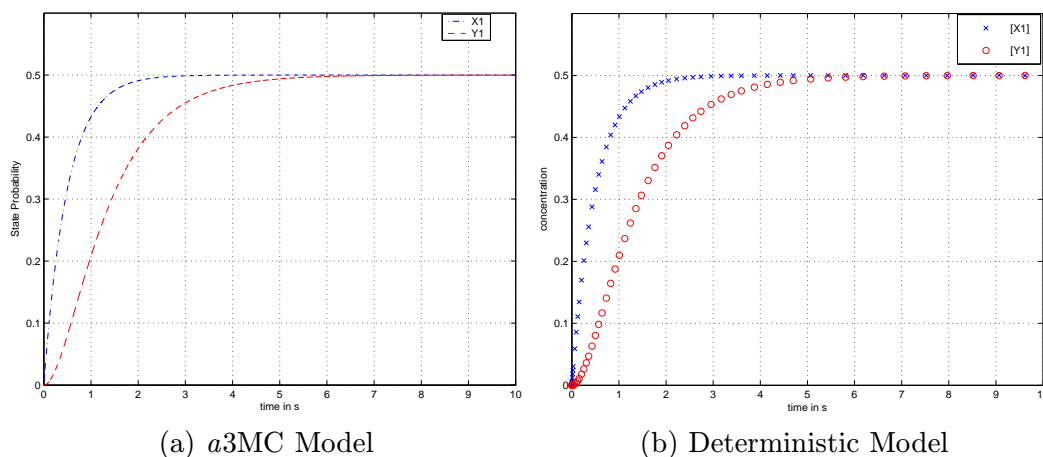 X1
Y1
0.5
0.4
0.3
0.2
0.1
0
State Probability
0 1 2 3 4 5 6 7 8 9 10
time in s
(a) a3MC Model
[X1]
[Y1]
0.5
0.4
0.3
0.2
0.1
0
concentration
0 1 2 3 4 5 6 7 8 9 1
time in s
(b) Deterministic Model